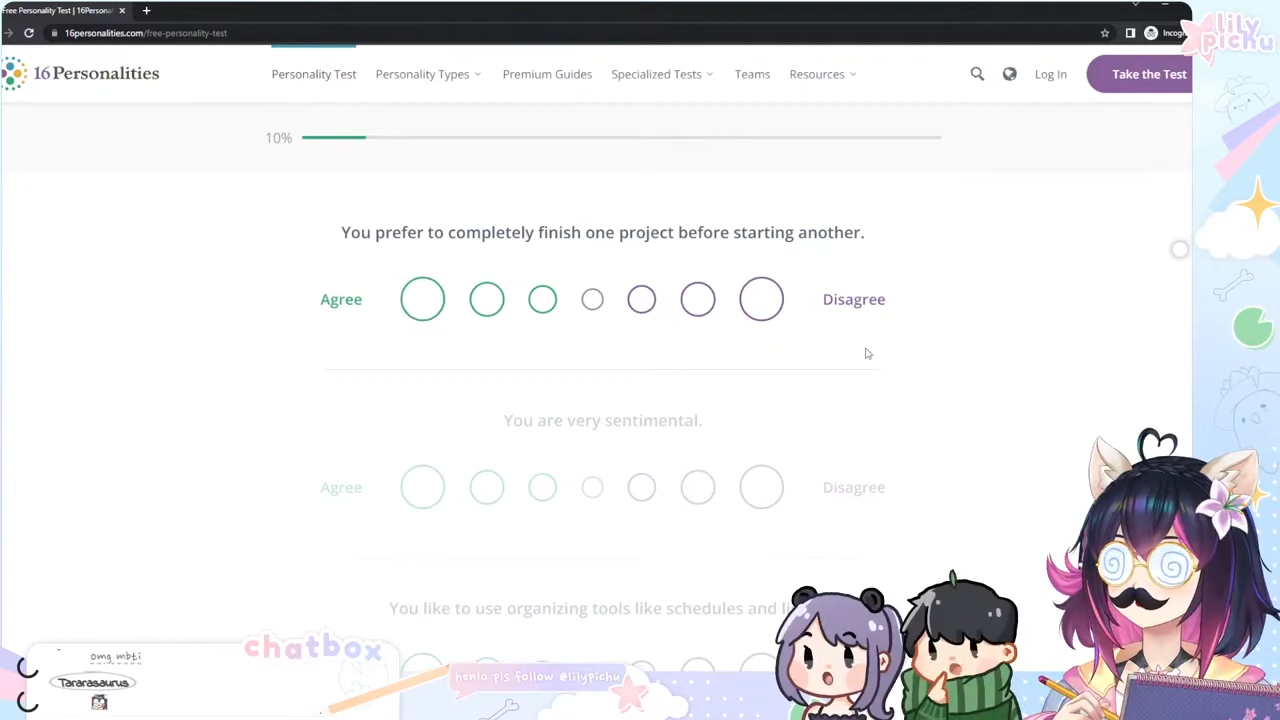 Free Personality Test | 16Personal
16personalities.com/free-personality-test
Incogn
lily
pichu
16Personalities
Personality Test
Personality Types
Premium Guides
Specialized Tests
Teams
Resources
Log In
Take the Test
10%
You prefer to completely finish one project before starting another.
Agree
Disagree
You are very sentimental.
Agree
Disagree
You like to use organizing tools like schedules and li
chatbox
omg mbti
Tararasaurus
henlo pls follow @lilypichu